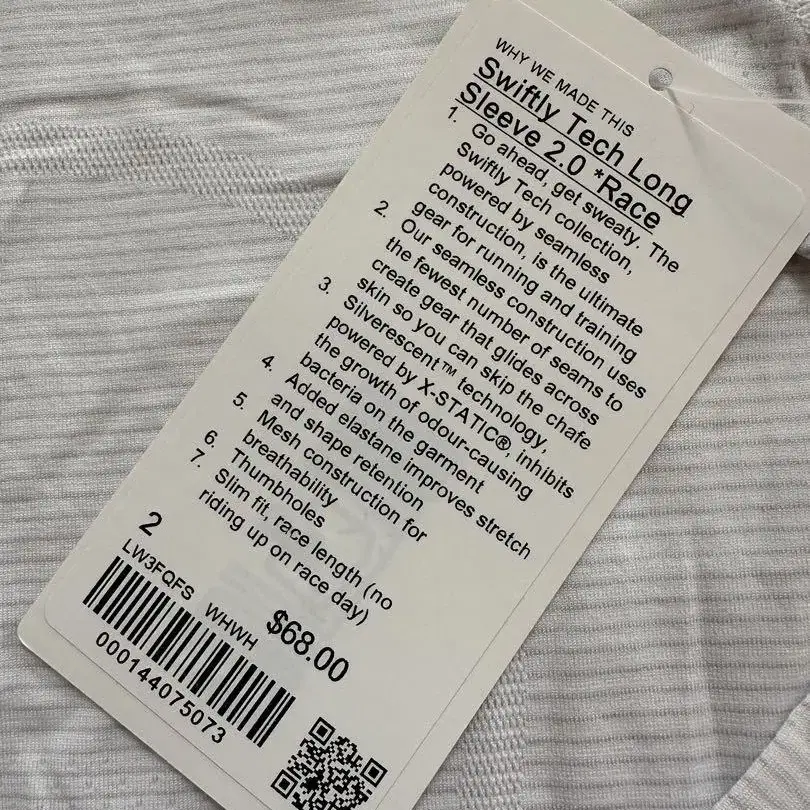 WHY WE MADE THIS
Swiftly Tech Long
Sleeve 2.0 *Race
1. Go ahead, get sweaty. The
Swiftly Tech collection,
powered by seamless
construction, is the ultimate
gear for running and training
2. Our seamless construction uses
the fewest number of seams to
create gear that glides across
skin so you can skip the chafe
3. Silverescent™ technology,
powered by X-STATIC®, inhibits
the growth of odour-causing
bacteria on the garment
4. Added elastane improves stretch
and shape retention
5. Mesh construction for
breathability
6. Thumbholes
7. Slim fit, race length (no
riding up on race day)
2
LW3FQFS WHWH
$68.00
000144075073